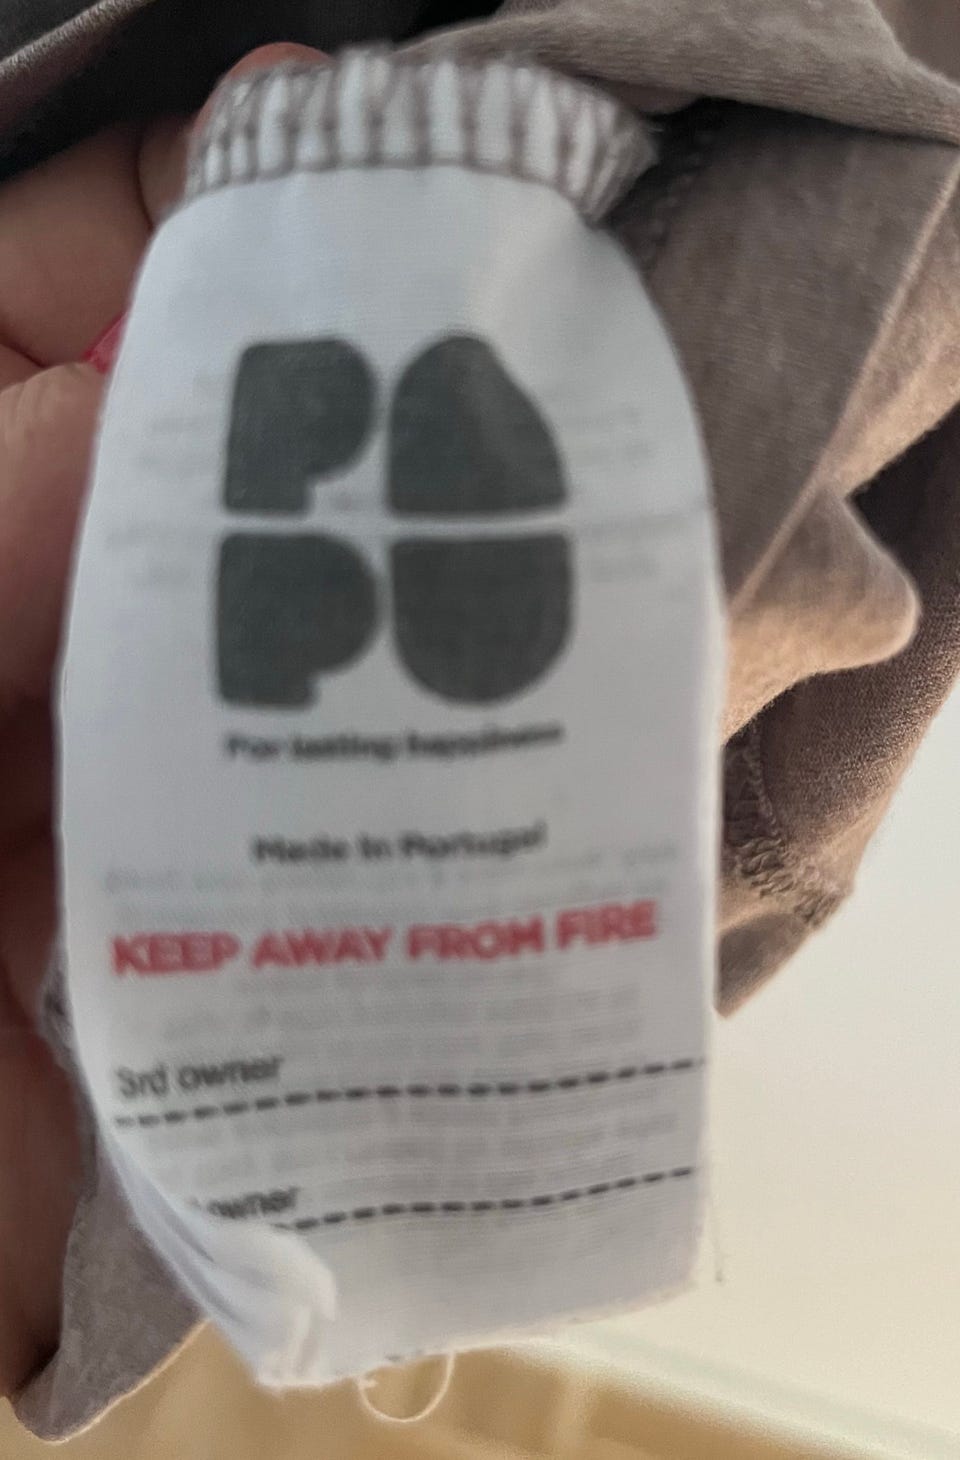 PA
PU
For lasting happiness
Made in Portugal
KEEP AWAY FROM FIRE
3rd owner
owner